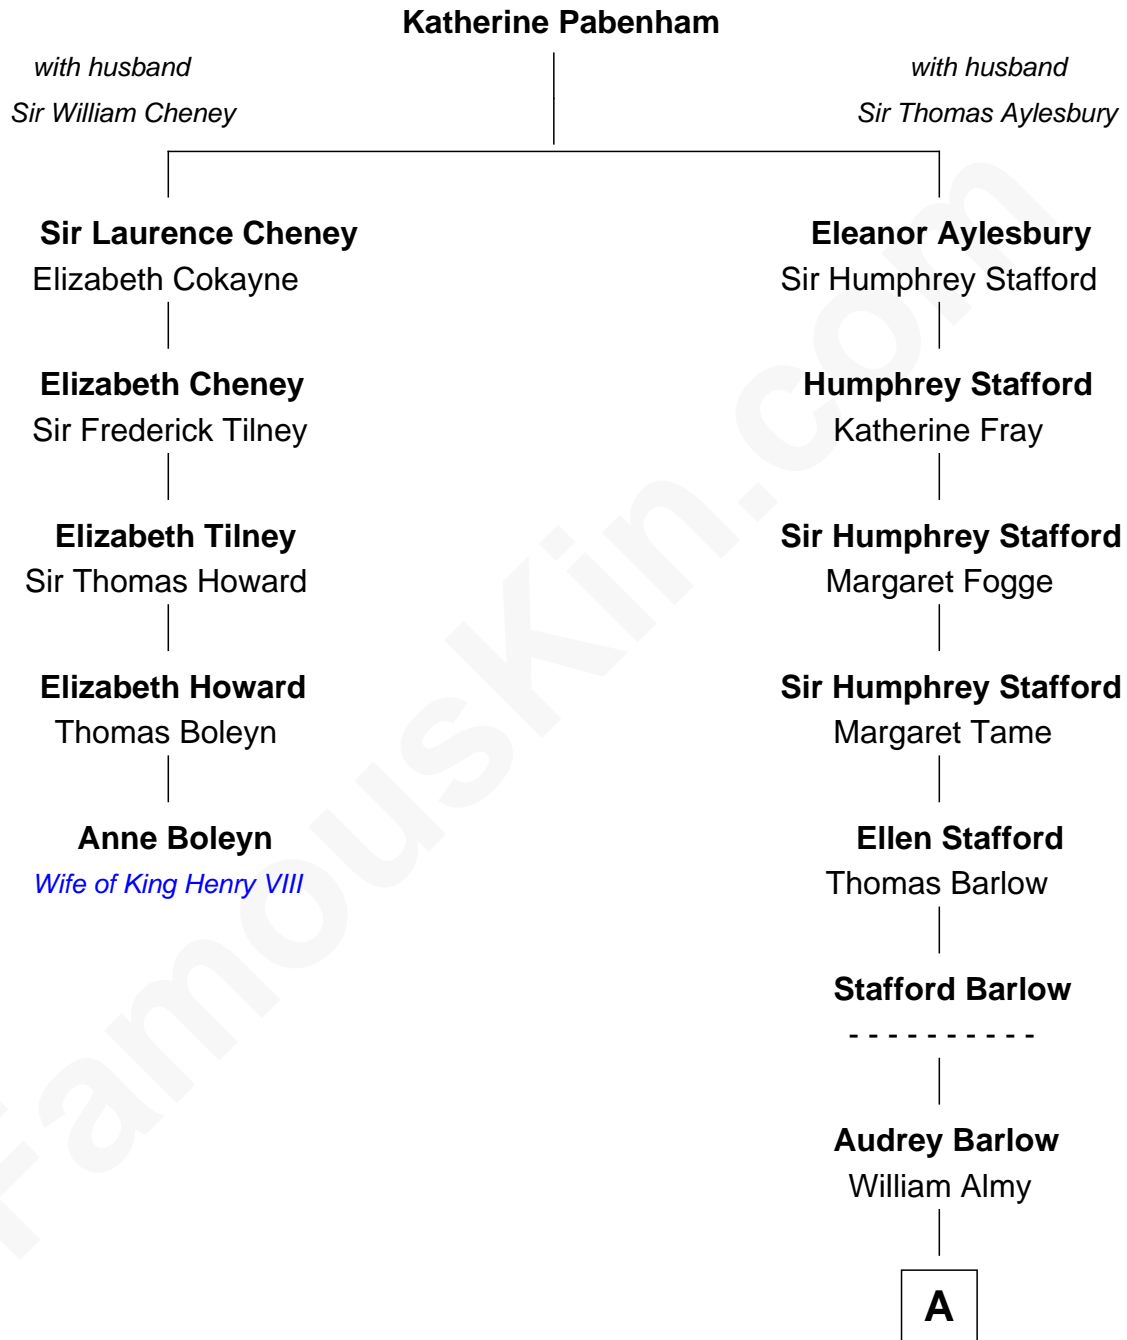 Katherine Pabenham
with husband
Sir William Cheney
with husband
Sir Thomas Aylesbury
Sir Laurence Cheney
Elizabeth Cokayne
Eleanor Aylesbury
Sir Humphrey Stafford
Elizabeth Cheney
Sir Frederick Tilney
Humphrey Stafford
Katherine Fray
Elizabeth Tilney
Sir Thomas Howard
Sir Humphrey Stafford
Margaret Fogge
Elizabeth Howard
Thomas Boleyn
Sir Humphrey Stafford
Margaret Tame
Anne Boleyn
Wife of King Henry VIII
Ellen Stafford
Thomas Barlow
Stafford Barlow
- - - - - - - - - -
Audrey Barlow
William Almy
A
FamousKin.com